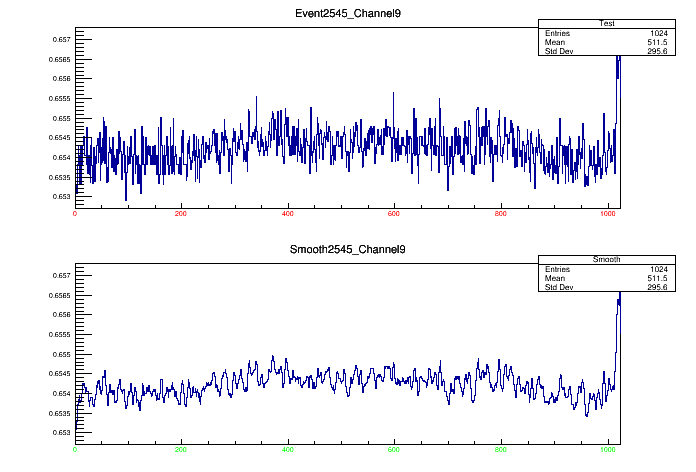 Event2545_Channel9
Test
Entries 1024
Mean 511.5
Std Dev 295.6
0.657
0.6565
0.656
0.6555
0.655
0.6545
0.654
0.6535
0.653
0 200 400 600 800 1000
Smooth2545_Channel9
Smooth
Entries 1024
Mean 511.5
Std Dev 295.6
0.657
0.6565
0.656
0.6555
0.655
0.6545
0.654
0.6535
0.653
0 200 400 600 800 1000